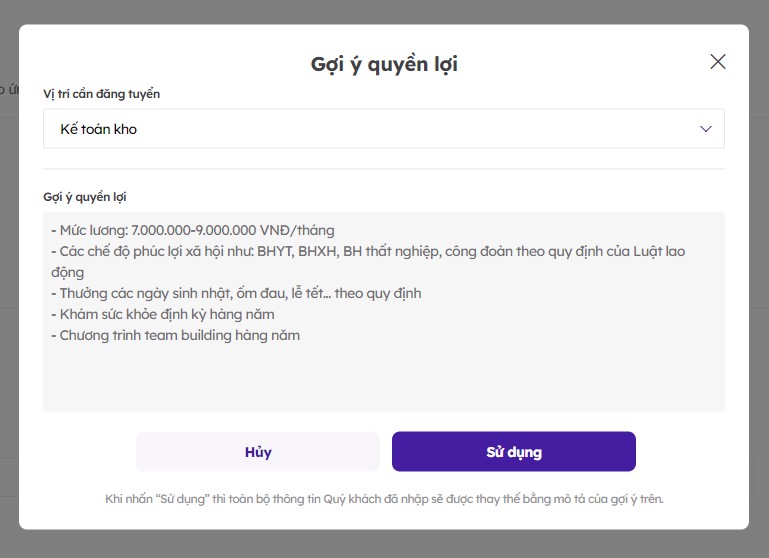 Gợi ý quyền lợi
Vị trí cần đăng tuyển
Kế toán kho
Gợi ý quyền lợi
- Mức lương: 7.000.000-9.000.000 VNĐ/tháng
- Các chế độ phúc lợi xã hội như: BHYT, BHXH, BH thất nghiệp, công đoàn theo quy định của Luật lao
động
- Thưởng các ngày sinh nhật, ốm đau, lễ tết... theo quy định
- Khám sức khỏe định kỳ hàng năm
- Chương trình team building hàng năm
Hủy
Sử dụng
Khi nhấn “Sử dụng” thì toàn bộ thông tin Quý khách đã nhập sẽ được thay thế bằng mô tả của gợi ý trên.